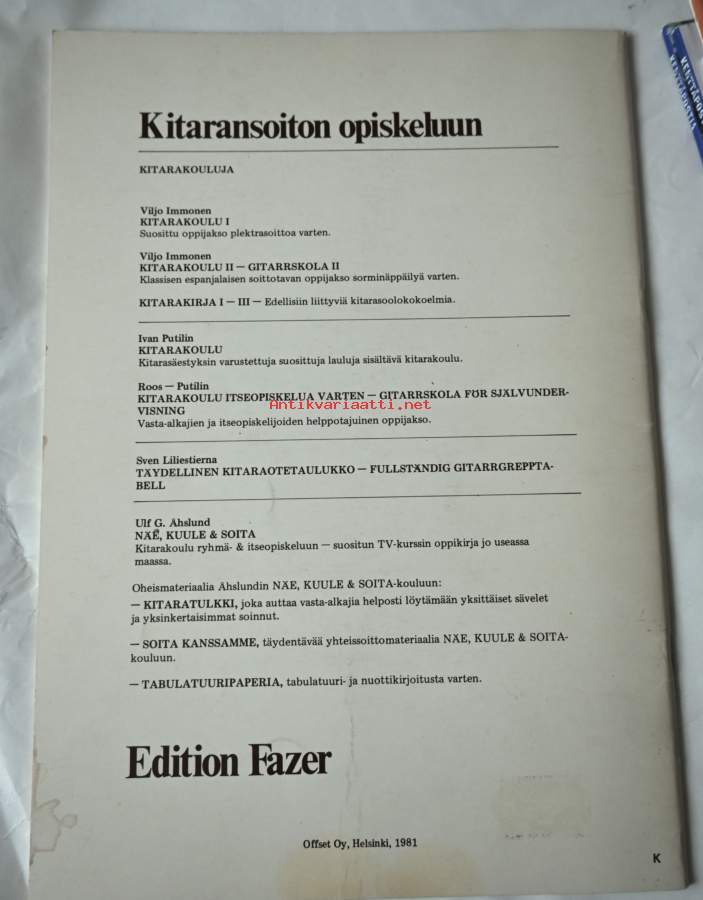 Kitaransoiton opiskeluun
KITARAKOULUJA
Viljo Immonen
KITARAKOULU I
Suosittu oppijakso plektrasoittoa varten.
Viljo Immonen
KITARAKOULU II — GITARRSKOLA II
Klassisen espanjalaisen soittotavan oppijakso sorminäppäilyä varten.
KITARAKIRJA I — III — Edellisiin liittyviä kitarasoolokokoelmia.
Ivan Putilin
KITARAKOULU
Kitarasäestyksin varustettuja suosittuja lauluja sisältävä kitarakoulu.
Roos — Putilin
KITARAKOULU ITSEOPISKELUA VARTEN — GITARRSKOLA FÖR SJÄLVUNDER-
VISNING
Antikvariaatti.net
Vasta-alkajien ja itseopiskelijoiden helppotajuinen oppijakso.
Sven Liliestierna
TÄYDELLINEN KITARAOTETAULUKKO — FULLSTÄNDIG GITARRGREPPTA-
BELL
Ulf G. Åhslund
NÄE, KUULE & SOITA
Kitarakoulu ryhmä- & itseopiskeluun — suositun TV-kurssin oppikirja jo useassa
maassa.
Oheismateriaalia Åhslundin NÄE, KUULE & SOITA-kouluun:
— KITARATULKKI, joka auttaa vasta-alkajia helposti löytämään yksittäiset sävelet
ja yksinkertaisimmat soinnut.
— SOITA KANSSAMME, täydentävää yhteissoittomateriaalia NÄE, KUULE & SOITA-
kouluun.
— TABULATUURIPAPERIA, tabulatuuri- ja nuottikirjoitusta varten.
Edition Fazer
Offset Oy, Helsinki, 1981
K
KENTTÄPOSTIA